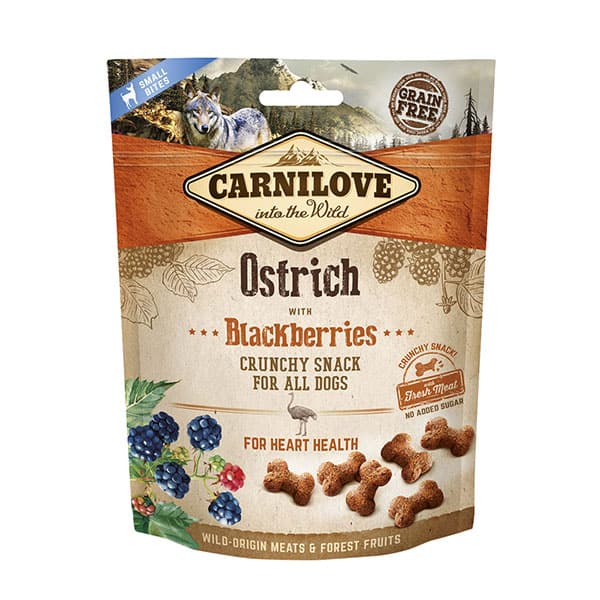 SMALL
BITES
GRAIN
FREE
CARNILOVE
into the Wild
Ostrich
WITH
Blackberries
CRUNCHY SNACK
FOR ALL DOGS
CRUNCHY SNACK!
with
Fresh Meat
NO ADDED SUGAR
FOR HEART HEALTH
WILD-ORIGIN MEATS & FOREST FRUITS